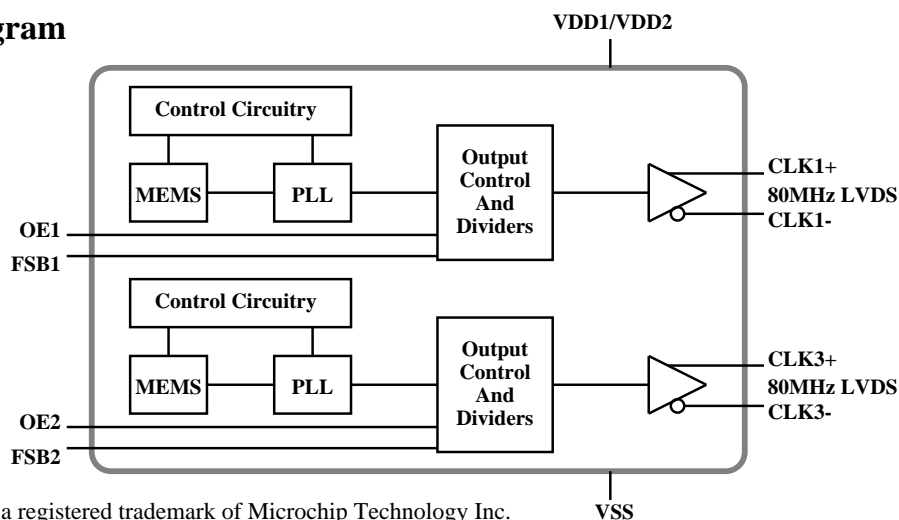 gram
VDD1/VDD2
Control Circuitry
Output
Control
And
Dividers
MEMS
PLL
CLK1+
80MHz LVDS
CLK1-
OE1
FSB1
Control Circuitry
Output
Control
And
Dividers
MEMS
PLL
CLK3+
80MHz LVDS
CLK3-
OE2
FSB2
a registered trademark of Microchip Technology Inc.
VSS